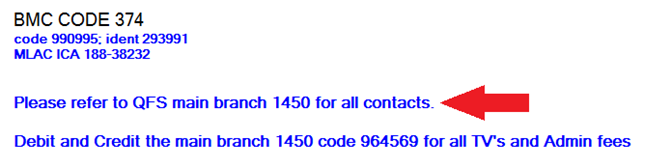 BMC CODE 374
code 990995; ident 293991
MLAC ICA 188-38232
Please refer to QFS main branch 1450 for all contacts.
Debit and Credit the main branch 1450 code 964569 for all TV's and Admin fees